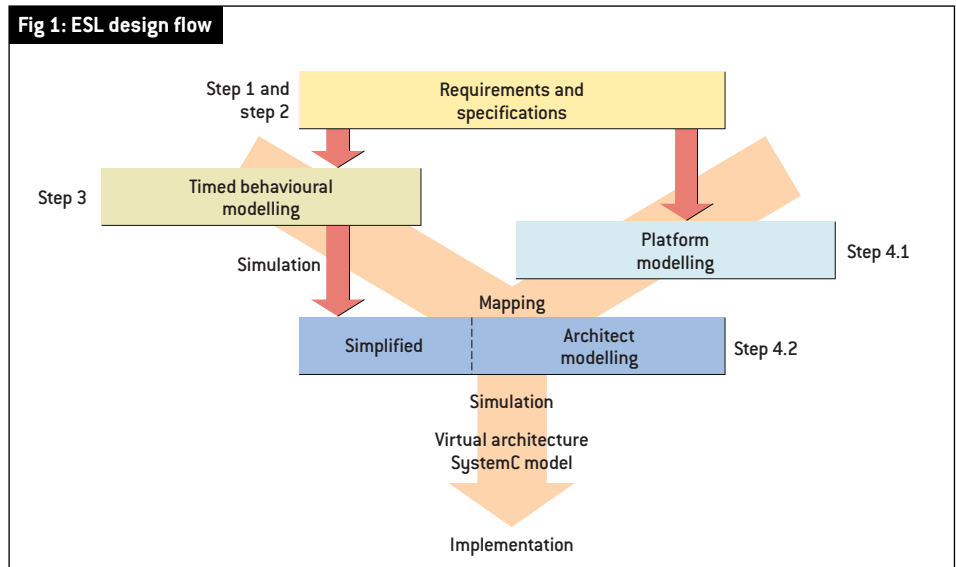 Fig 1: ESL design flow
Step 1 and
step 2
Requirements and
specifications
Step 3
Timed behavioural
modelling
Platform
modelling
Step 4.1
Simulation
Mapping
Simplified
Architect
modelling
Step 4.2
Simulation
Virtual architecture
SystemC model
Implementation